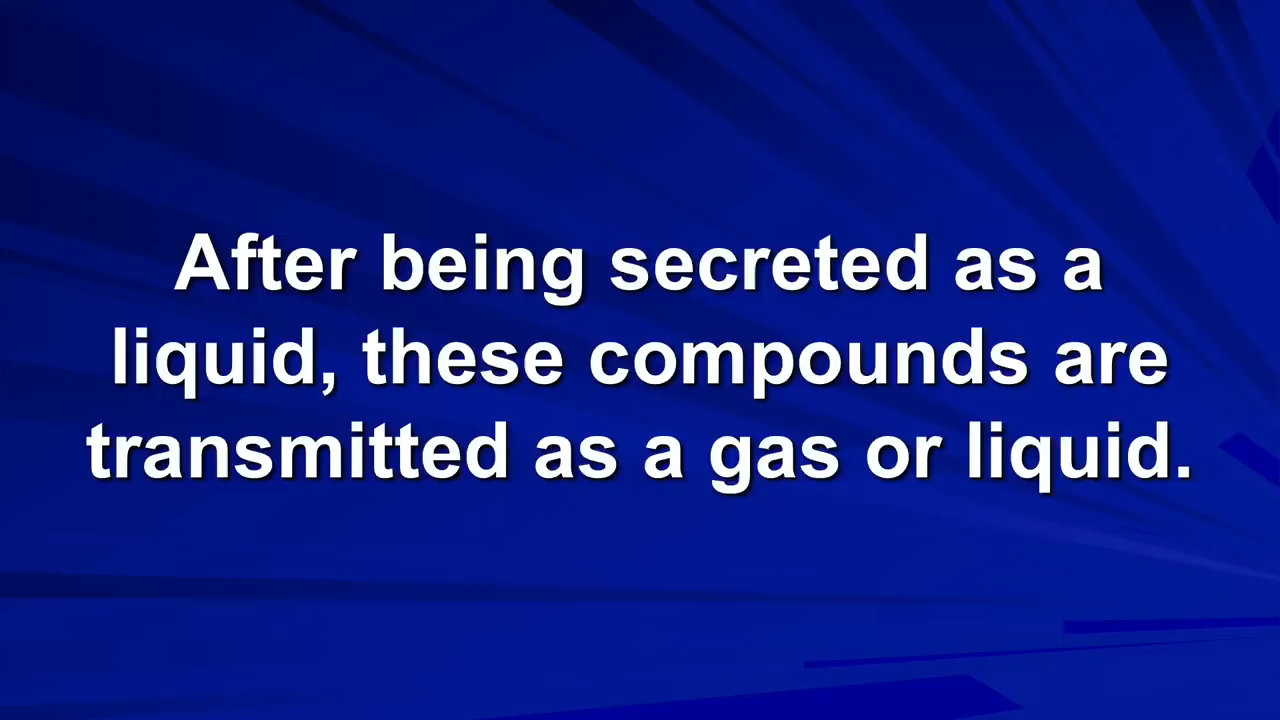 After being secreted as a
liquid, these compounds are
transmitted as a gas or liquid.